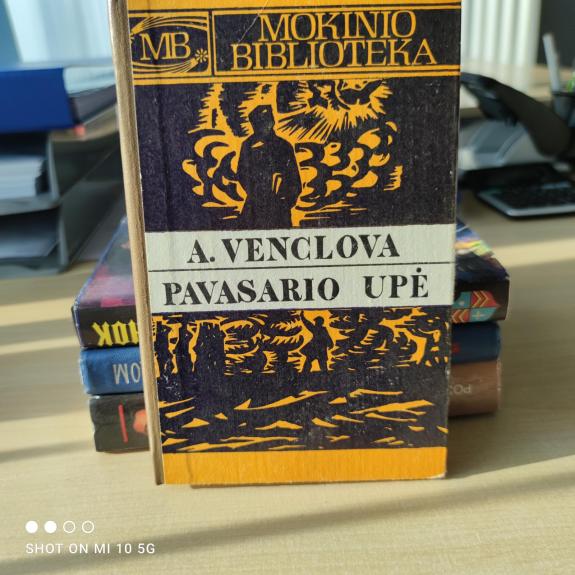 MB
MOKINIO
BIBLIOTEKA
A. VENCLOVA
PAVASARIO UPĖ
SHOT ON MI 10 5G